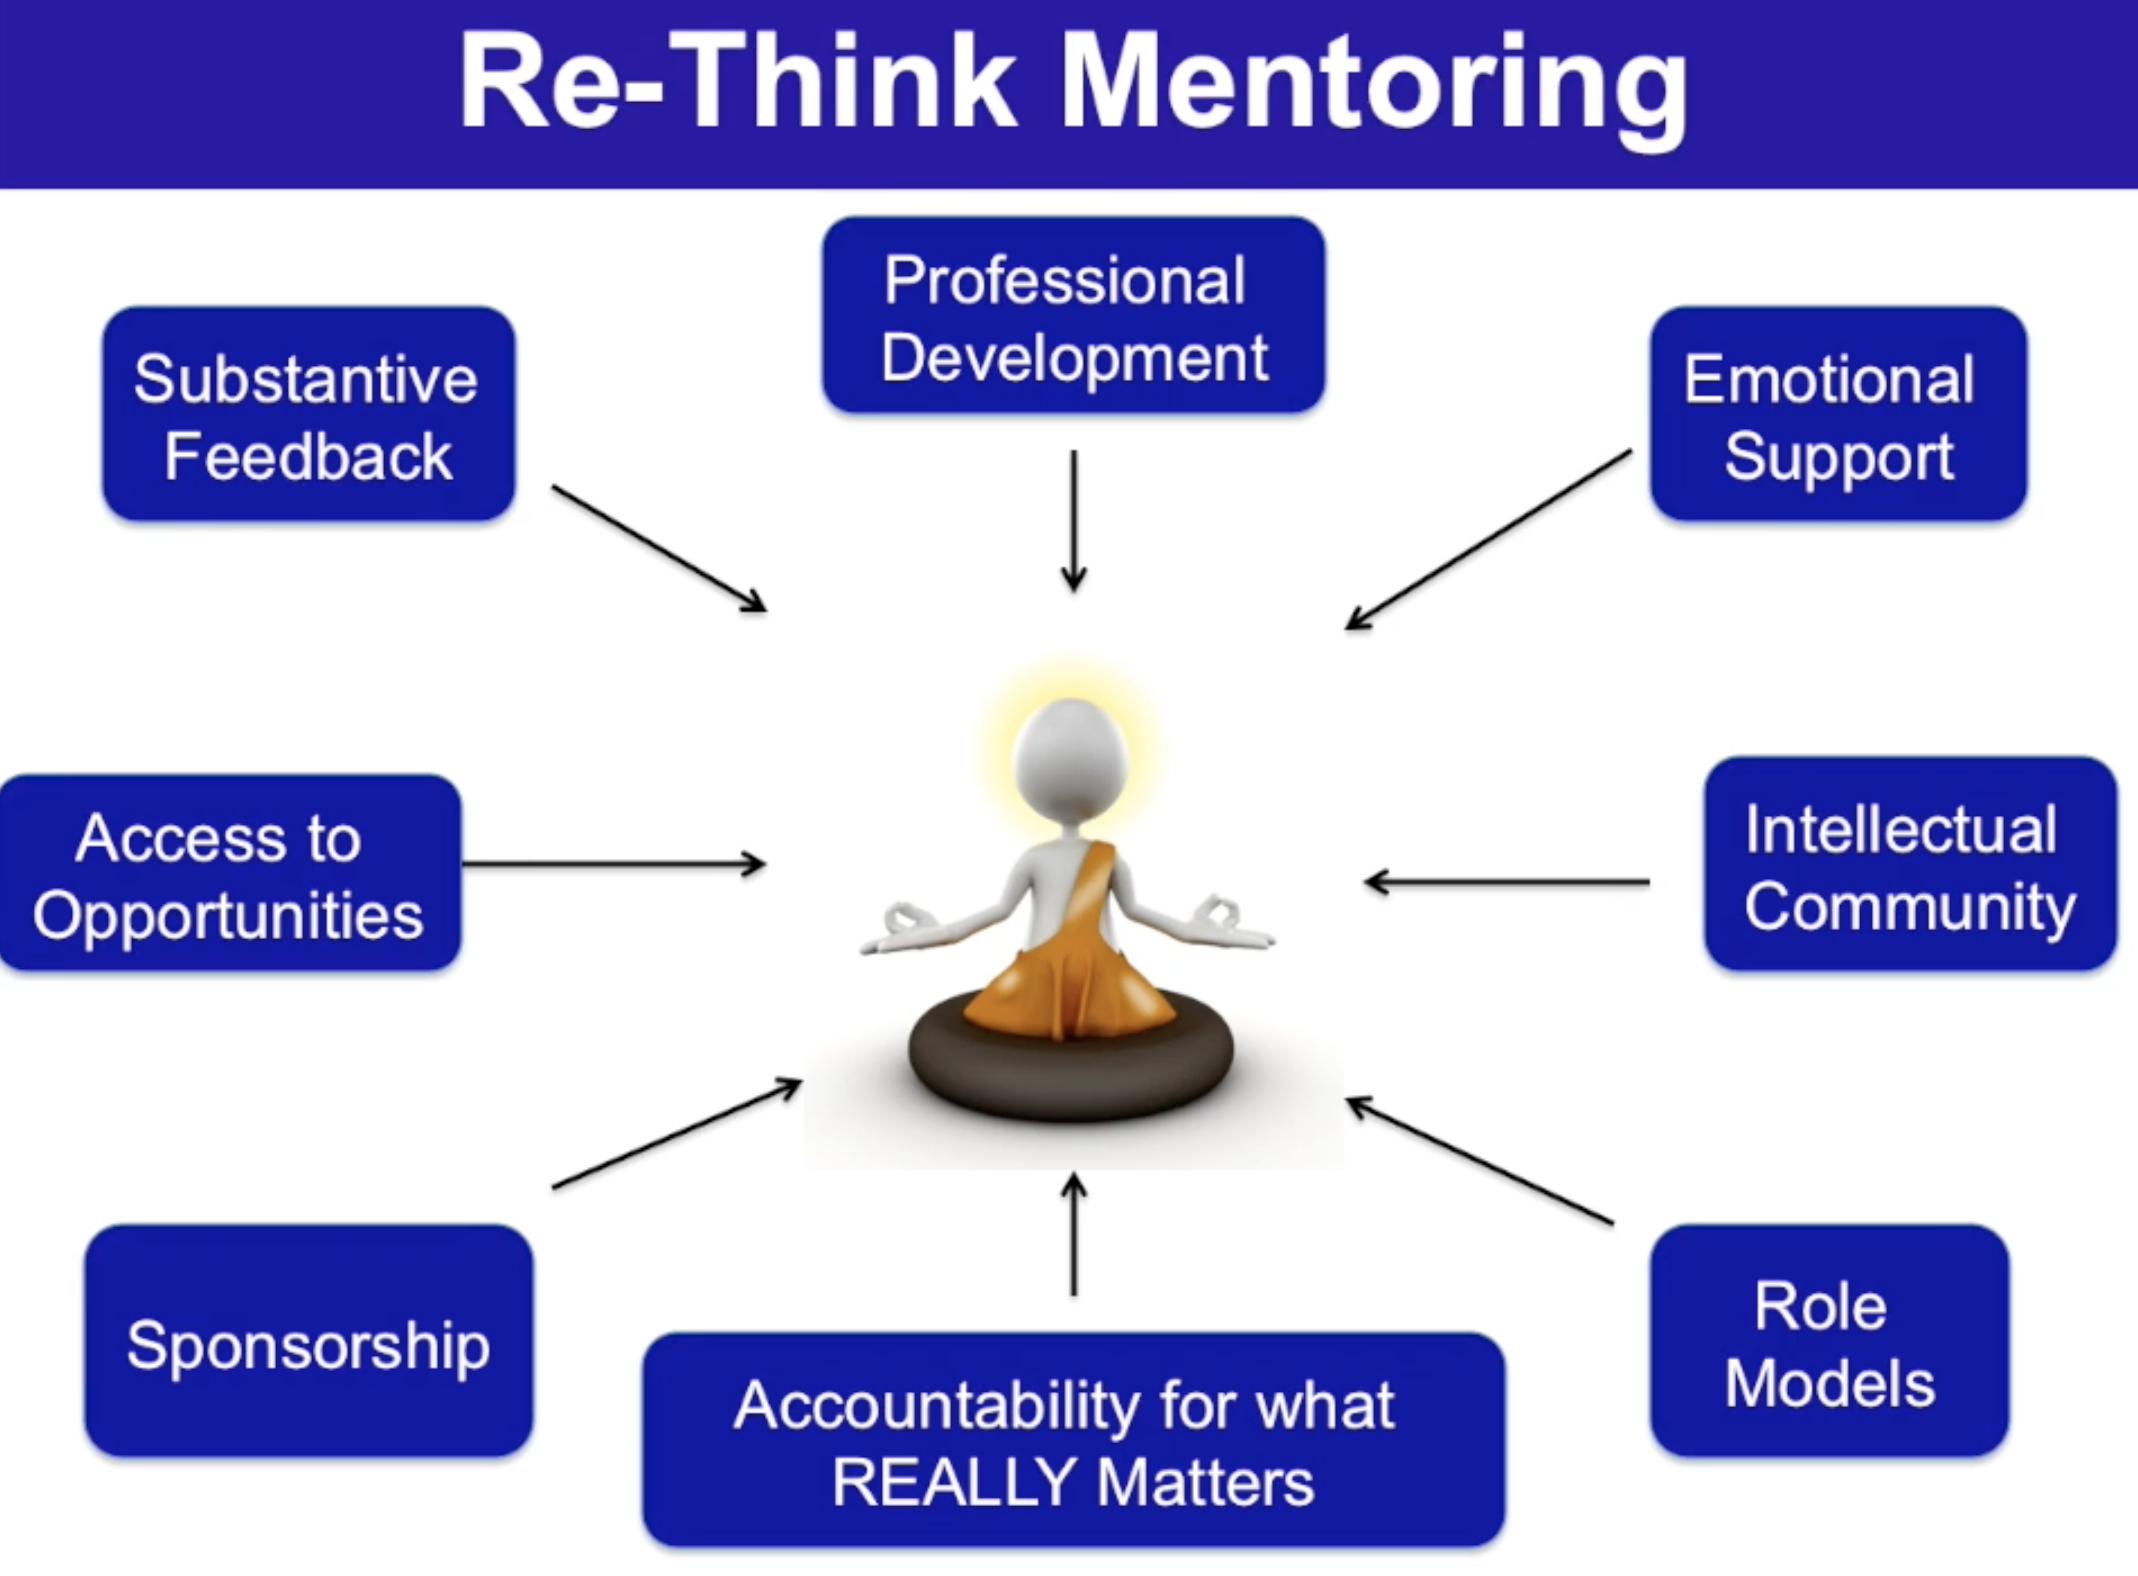 Re-Think Mentoring
Professional
Development
Substantive
Feedback
Emotional
Support
Access to
Opportunities
Intellectual
Community
Sponsorship
Accountability for what
REALLY Matters
Role
Models